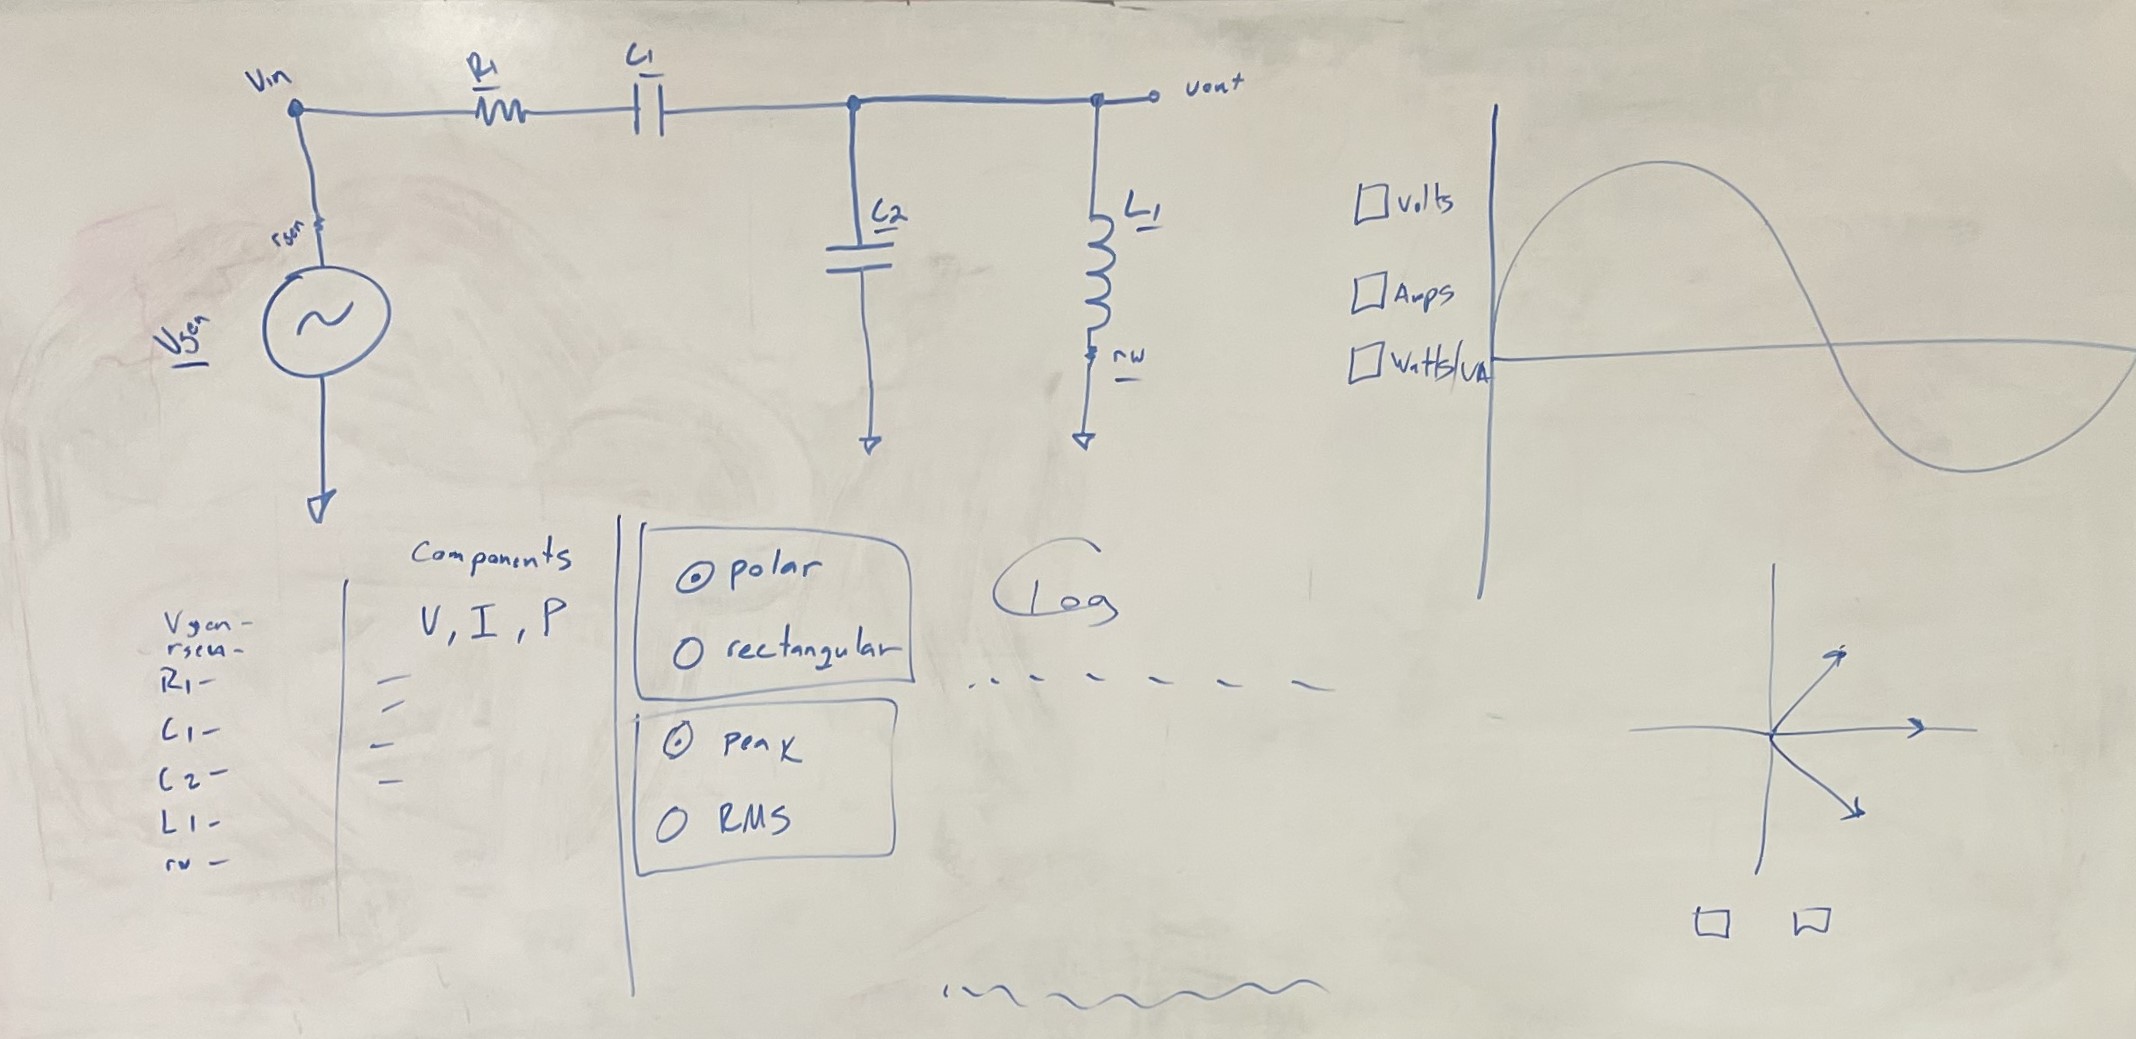 Vin
R1
C1
Vout
rgen
Vgen
C2
L1
rw
Volts
Amps
Watts/VA
Components
V, I, P
Vgen -
rgen -
R1 -
C1 -
C2 -
L1 -
rw -
polar
rectangular
peak
RMS
Log